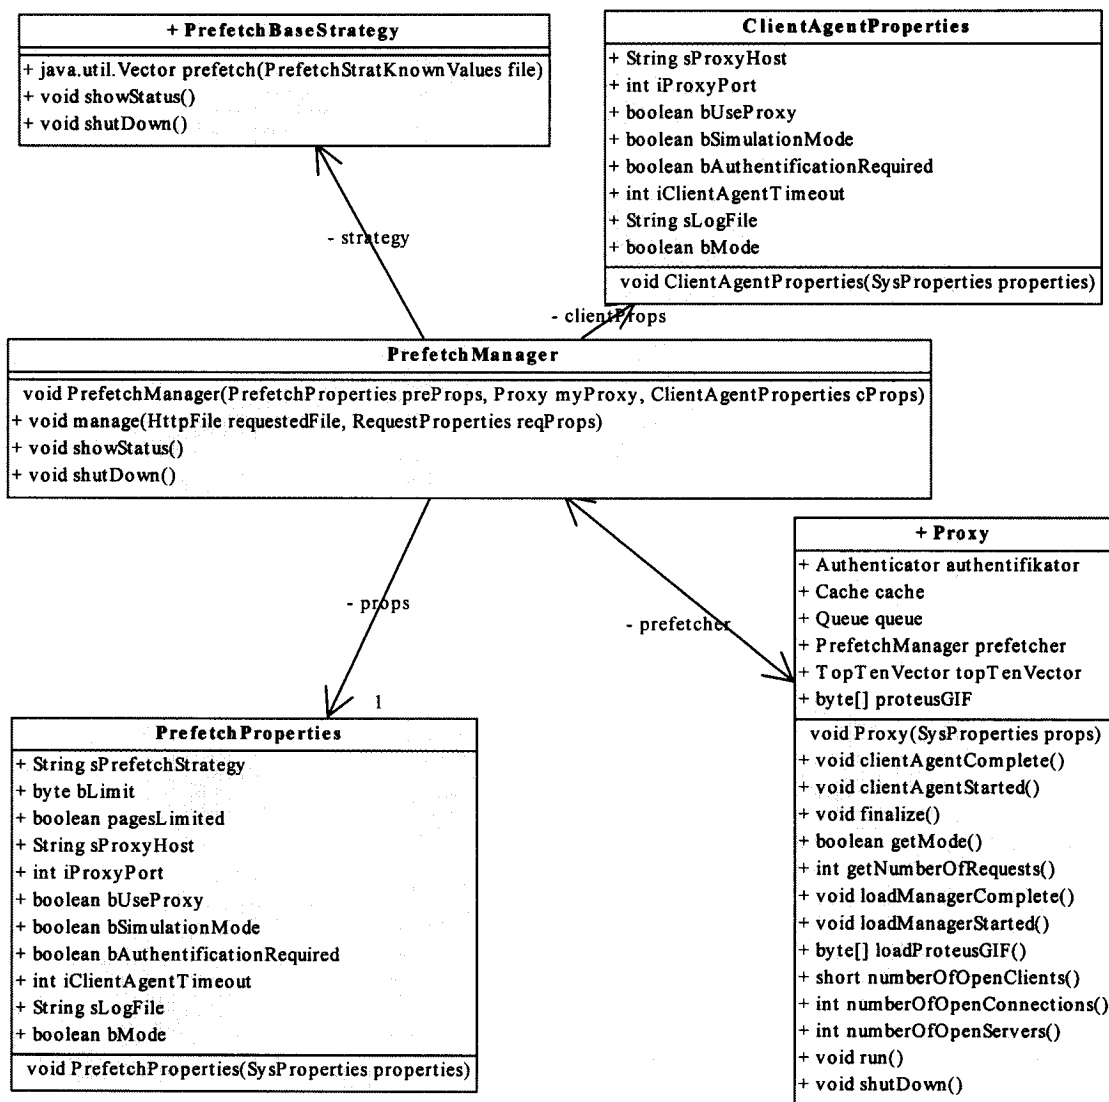 + PrefetchBaseStrategy
+ java.util.Vector prefetch(PrefetchStratKnownValues file)
+ void showStatus()
+ void shutDown()
ClientAgentProperties
+ String sProxyHost
+ int iProxyPort
+ boolean bUseProxy
+ boolean bSimulationMode
+ boolean bAuthentificationRequired
+ int iClientAgentTimeout
+ String sLogFile
+ boolean bMode
void ClientAgentProperties(SysProperties properties)
- strategy
- clientProps
PrefetchManager
void PrefetchManager(PrefetchProperties preProps, Proxy myProxy, ClientAgentProperties cProps)
+ void manage(HttpFile requestedFile, RequestProperties reqProps)
+ void showStatus()
+ void shutDown()
- props
1
- prefetcher
PrefetchProperties
+ String sPrefetchStrategy
+ byte bLimit
+ boolean pagesLimited
+ String sProxyHost
+ int iProxyPort
+ boolean bUseProxy
+ boolean bSimulationMode
+ boolean bAuthentificationRequired
+ int iClientAgentTimeout
+ String sLogFile
+ boolean bMode
void PrefetchProperties(SysProperties properties)
+ Proxy
+ Authenticator authentifikator
+ Cache cache
+ Queue queue
+ PrefetchManager prefetcher
+ TopTenVector topTenVector
+ byte[] proteusGIF
void Proxy(SysProperties props)
+ void clientAgentComplete()
+ void clientAgentStarted()
+ void finalize()
+ boolean getMode()
+ int getNumberOfRequests()
+ void loadManagerComplete()
+ void loadManagerStarted()
+ byte[] loadProteusGIF()
+ short numberOfOpenClients()
+ int numberOfOpenConnections()
+ int numberOfOpenServers()
+ void run()
+ void shutDown()